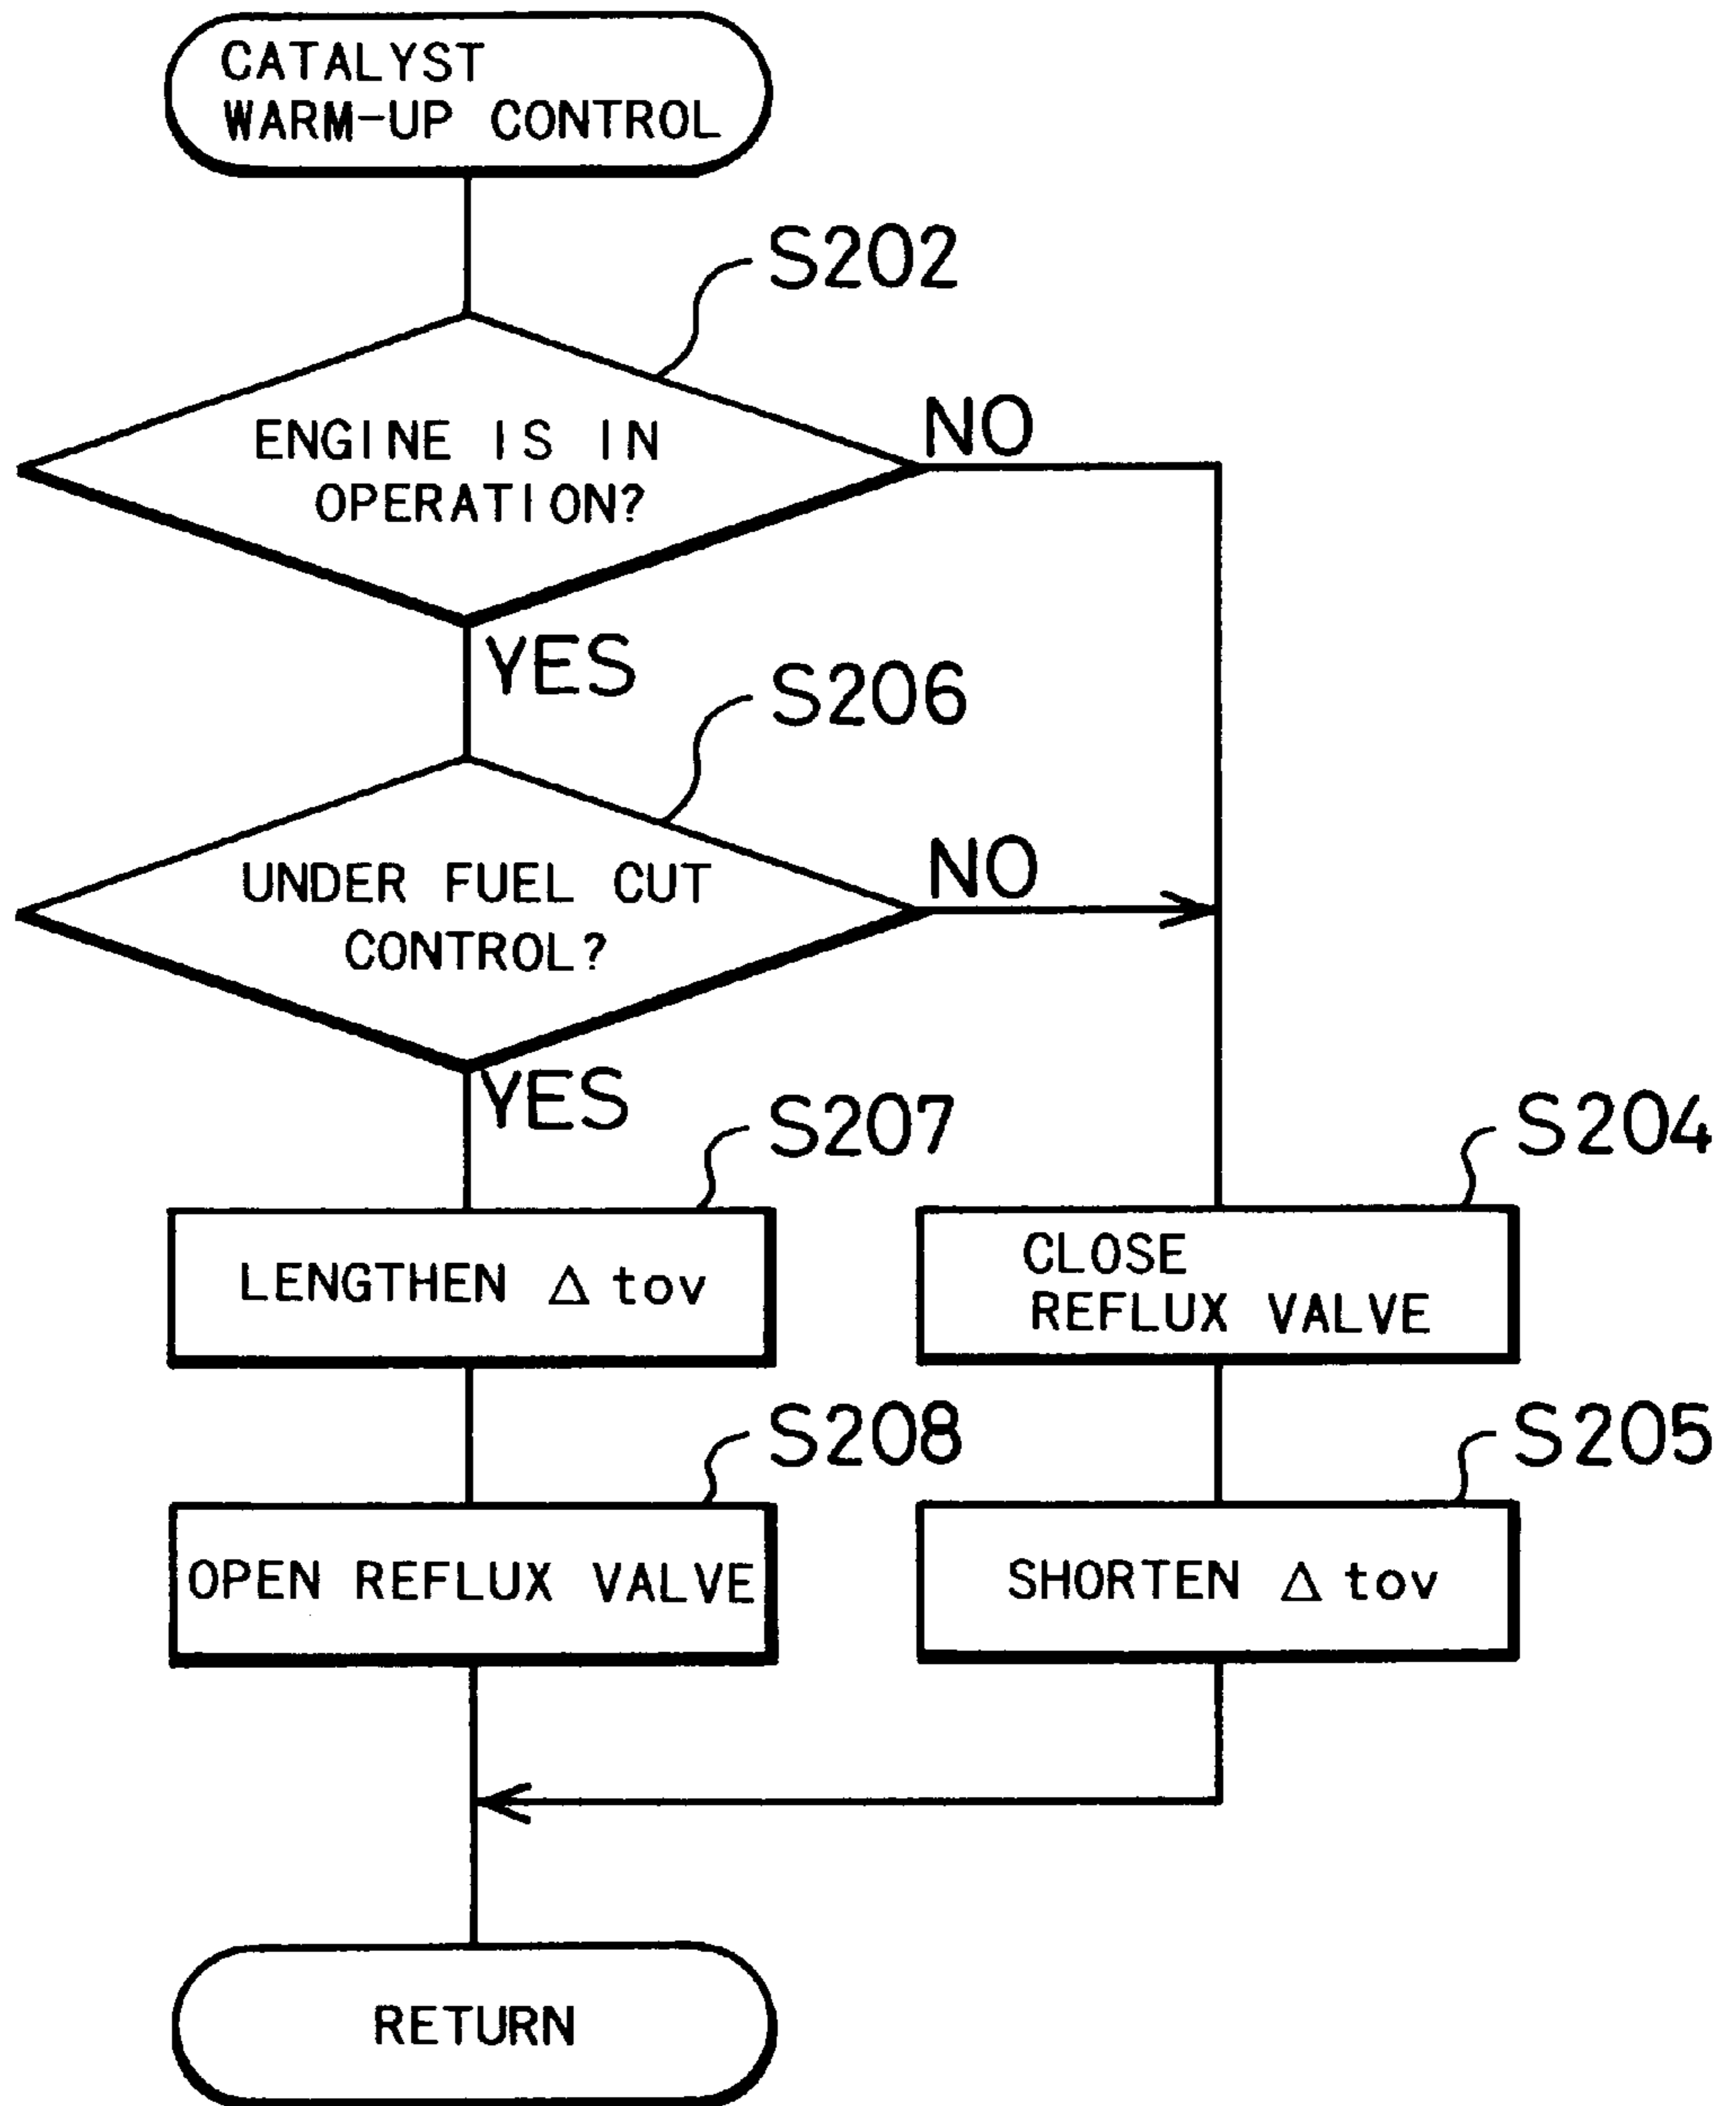 CATALYST
WARM-UP CONTROL
S202
ENGINE IS IN
OPERATION?
NO
YES
S206
UNDER FUEL CUT
CONTROL?
NO
YES
S207
S204
LENGTHEN Δ tov
CLOSE
REFLUX VALVE
S208
S205
OPEN REFLUX VALVE
SHORTEN Δ tov
RETURN